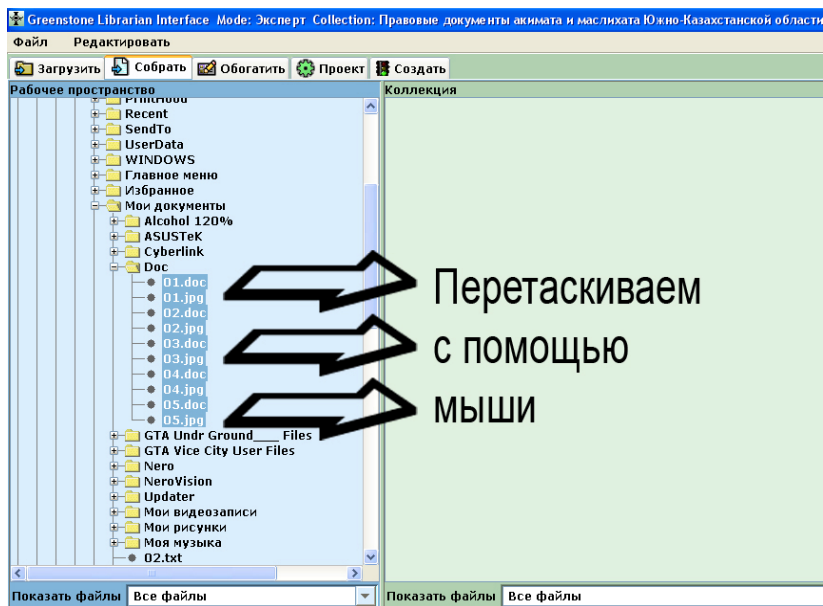 Greenstone Librarian Interface Mode: Эксперт Collection: Правовые документы акимата и маслихата Южно-Казахстанской области
Файл Редактировать
Загрузить Собрать Обогатить Проект Создать
Рабочее пространство
PrintHood
Recent
SendTo
UserData
WINDOWS
Главное меню
Избранное
Мои документы
Alcohol 120%
ASUSTeK
Cyberlink
Doc
01.doc
01.jpg
02.doc
02.jpg
03.doc
03.jpg
04.doc
04.jpg
05.doc
05.jpg
GTA Undr Ground____ Files
GTA Vice City User Files
Nero
NeroVision
Updater
Мои видеозаписи
Мои рисунки
Моя музыка
02.txt
Показать файлы Все файлы
Коллекция
Перетаскиваем
с помощью
мыши
Показать файлы Все файлы